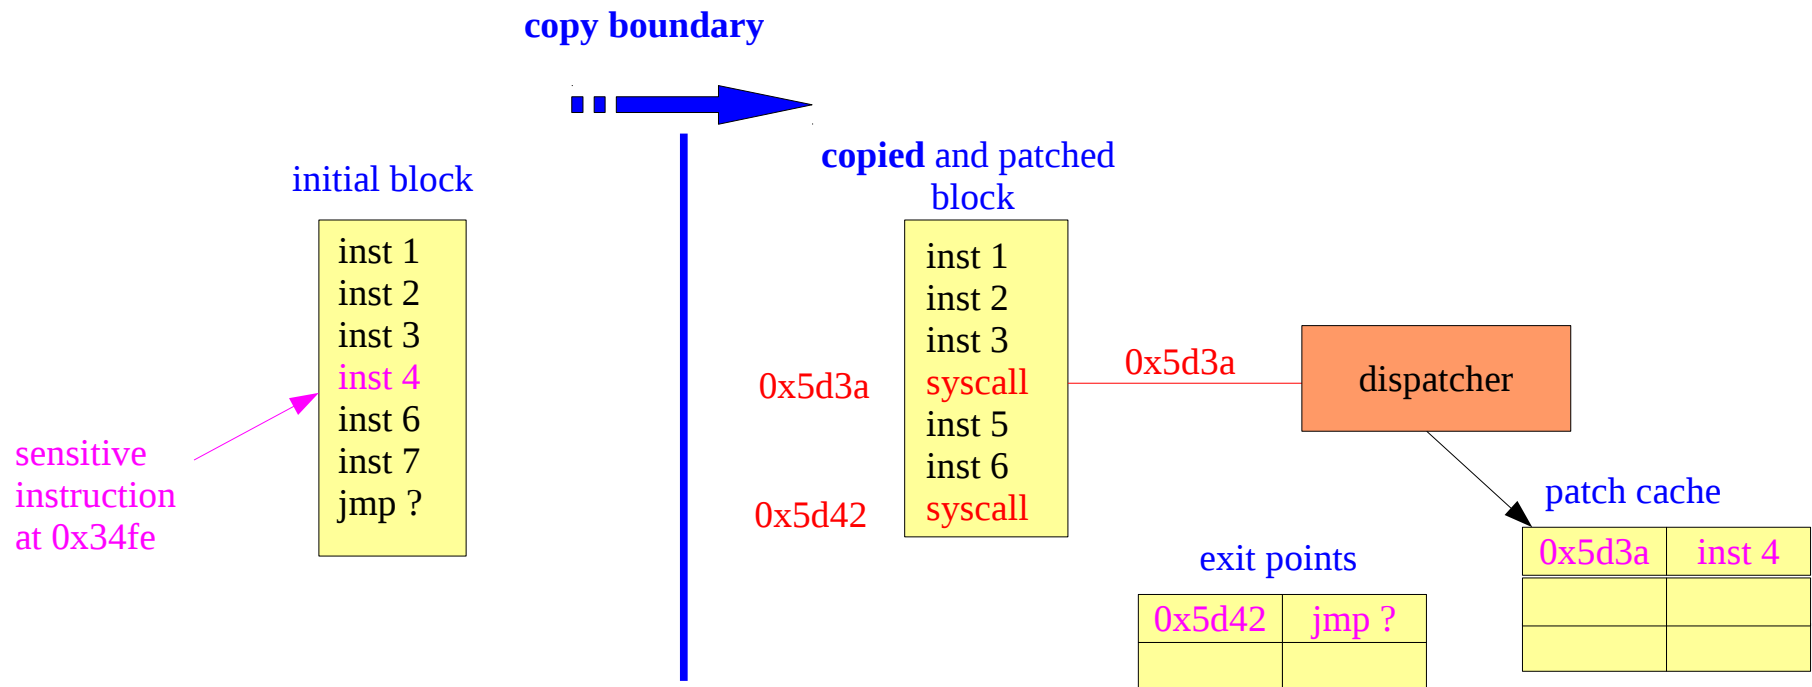 copy boundary
initial block
inst 1
inst 2
inst 3
inst 4
inst 6
inst 7
jmp ?
sensitive
instruction
at 0x34fe
copied and patched
block
inst 1
inst 2
inst 3
syscall
inst 5
inst 6
syscall
0x5d3a
0x5d42
0x5d3a
dispatcher
patch cache
0x5d3a inst 4
exit points
0x5d42 jmp ?